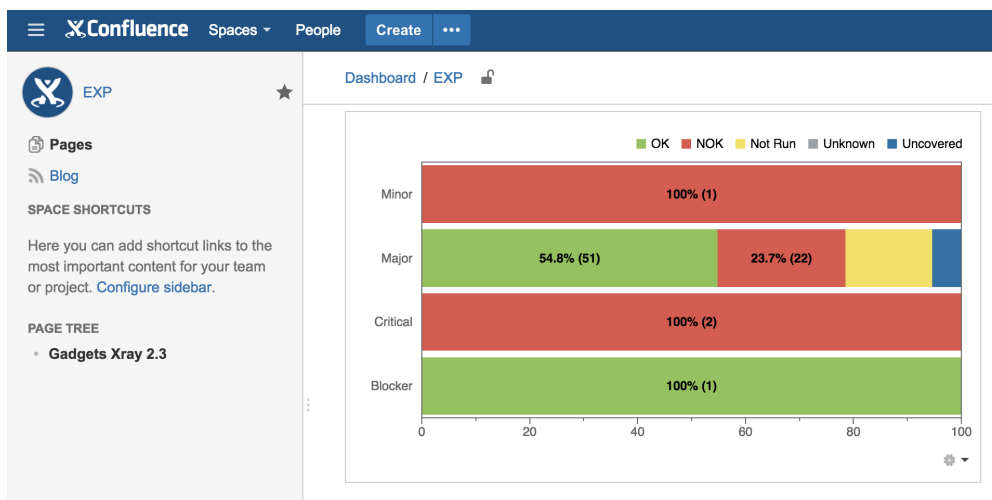 Confluence Spaces People Create •••
Dashboard / EXP
EXP
Pages
Blog
SPACE SHORTCUTS
Here you can add shortcut links to the
most important content for your team
or project. Configure sidebar.
PAGE TREE
Gadgets Xray 2.3
OK NOK Not Run Unknown Uncovered
Minor 100% (1)
Major 54.8% (51) 23.7% (22)
Critical 100% (2)
Blocker 100% (1)
0 20 40 60 80 100